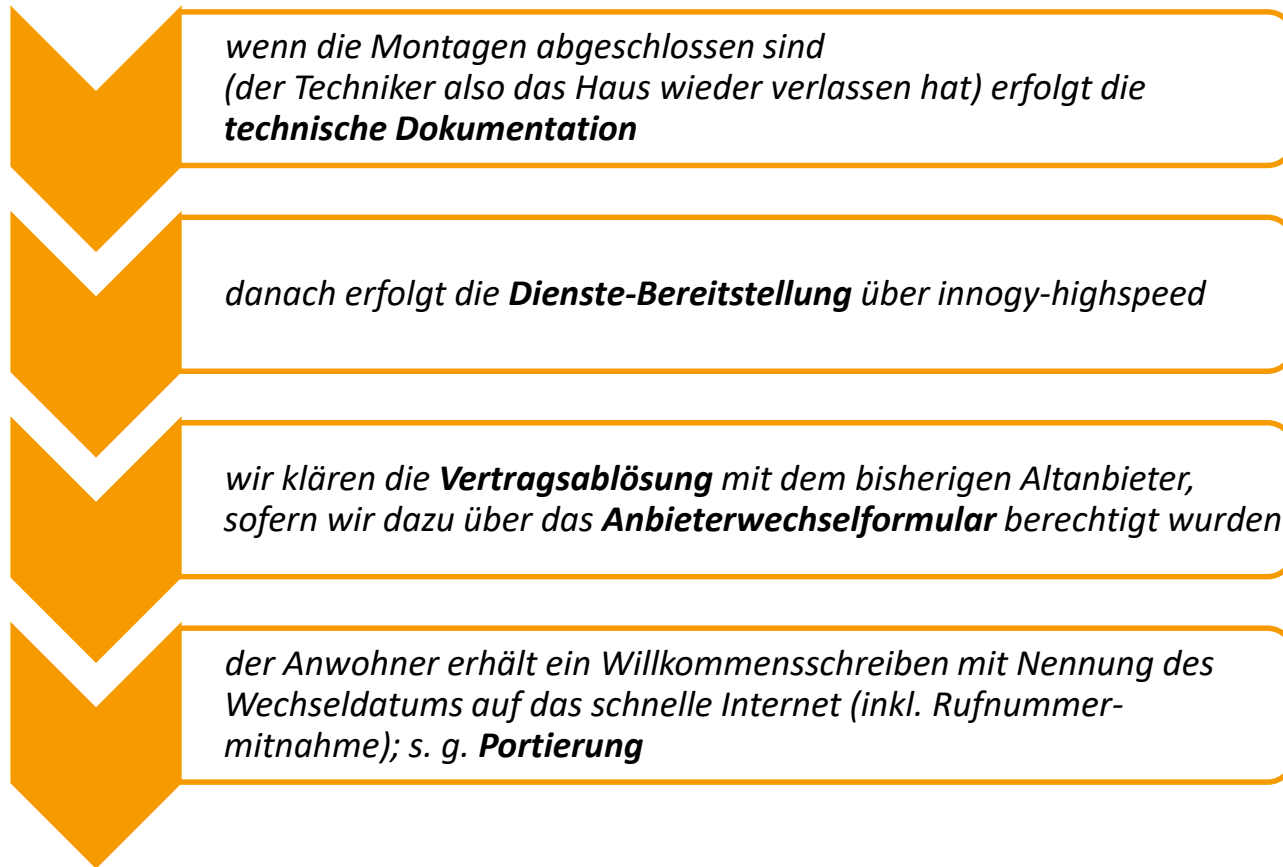 wenn die Montagen abgeschlossen sind
(der Techniker also das Haus wieder verlassen hat) erfolgt die
technische Dokumentation
danach erfolgt die Dienste-Bereitstellung über innogy-highspeed
wir klären die Vertragsablösung mit dem bisherigen Altanbieter,
sofern wir dazu über das Anbieterwechselformular berechtigt wurden
der Anwohner erhält ein Willkommensschreiben mit Nennung des
Wechseldatums auf das schnelle Internet (inkl. Rufnummer-
mitnahme); s. g. Portierung